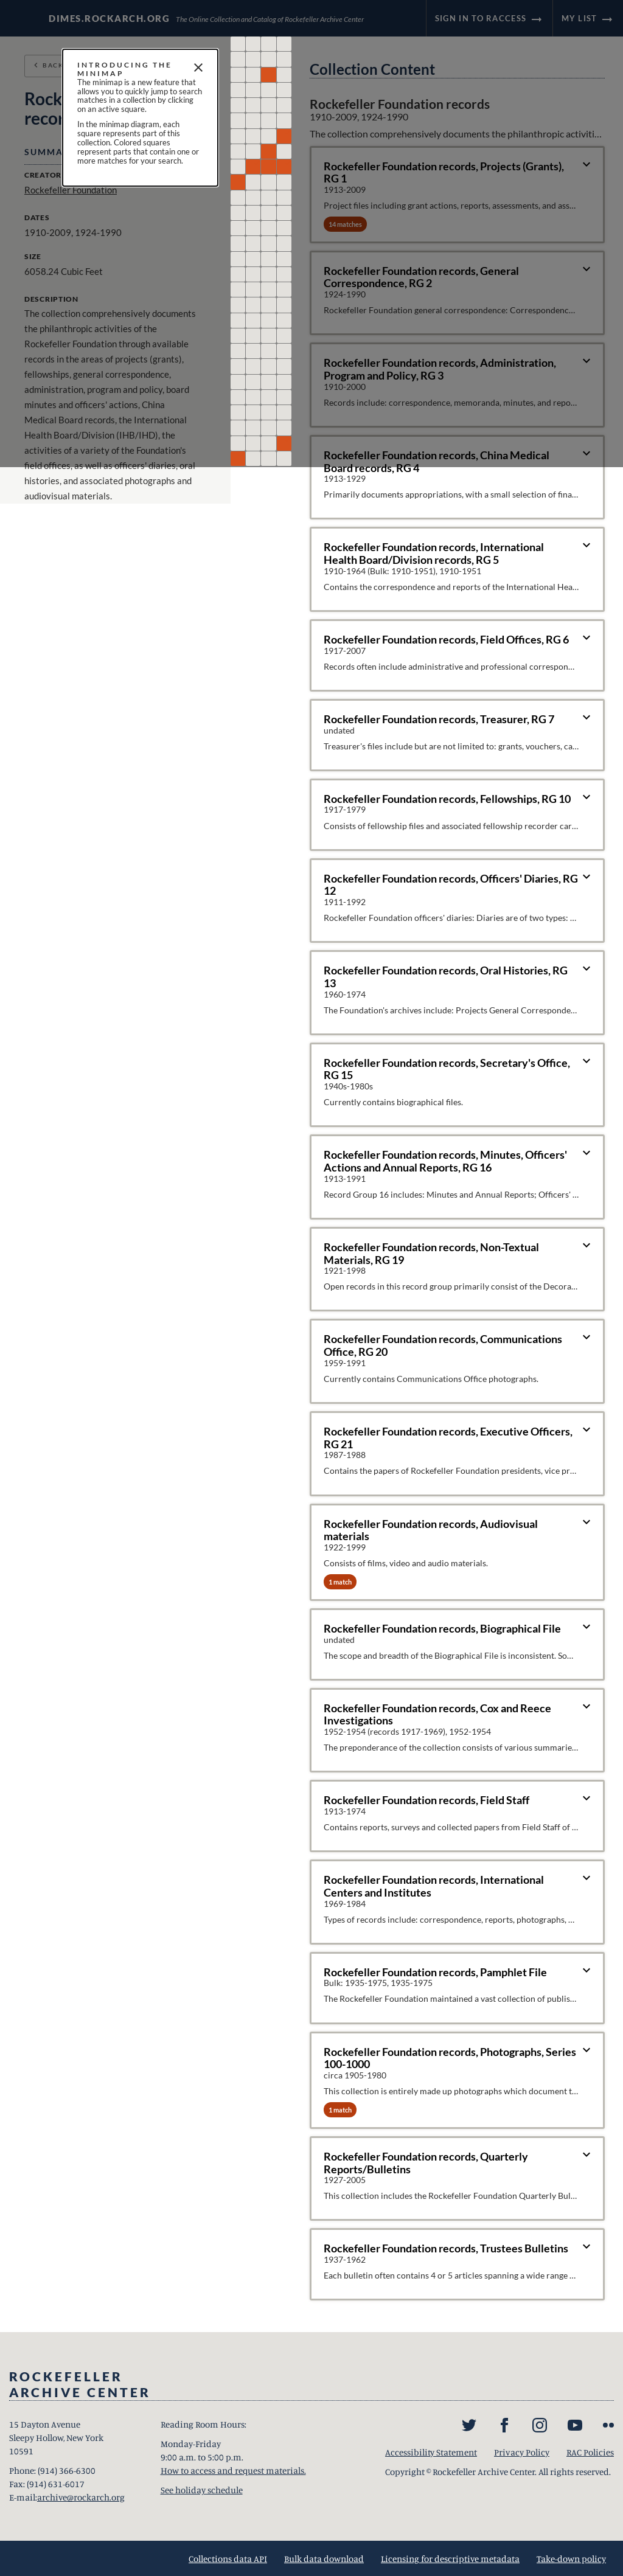 DIMES.ROCKARCH.ORG The Online Collection and Catalog of Rockefeller Archive Center
SIGN IN TO RACCESS
MY LIST
BACK
INTRODUCING THE
MINIMAP
The minimap is a new feature that
allows you to quickly jump to search
matches in a collection by clicking
on an active square.
In the minimap diagram, each
square represents part of this
collection. Colored squares
represent parts that contain one or
more matches for your search.
Rock
recor
SUMMA
CREATOR
Rockefeller Foundation
DATES
1910-2009, 1924-1990
SIZE
6058.24 Cubic Feet
DESCRIPTION
The collection comprehensively documents
the philanthropic activities of the
Rockefeller Foundation through available
records in the areas of projects (grants),
fellowships, general correspondence,
administration, program and policy, board
minutes and officers' actions, China
Medical Board records, the International
Health Board/Division (IHB/IHD), the
activities of a variety of the Foundation's
field offices, as well as officers' diaries, oral
histories, and associated photographs and
audiovisual materials.
Collection Content
Rockefeller Foundation records
1910-2009, 1924-1990
The collection comprehensively documents the philanthropic activiti...
Rockefeller Foundation records, Projects (Grants),
RG 1
1913-2009
Project files including grant actions, reports, assessments, and ass...
14 matches
Rockefeller Foundation records, General
Correspondence, RG 2
1924-1990
Rockefeller Foundation general correspondence: Correspondenc...
Rockefeller Foundation records, Administration,
Program and Policy, RG 3
1910-2000
Records include: correspondence, memoranda, minutes, and repo...
Rockefeller Foundation records, China Medical
Board records, RG 4
1913-1929
Primarily documents appropriations, with a small selection of fina...
Rockefeller Foundation records, International
Health Board/Division records, RG 5
1910-1964 (Bulk: 1910-1951), 1910-1951
Contains the correspondence and reports of the International Hea...
Rockefeller Foundation records, Field Offices, RG 6
1917-2007
Records often include administrative and professional correspon...
Rockefeller Foundation records, Treasurer, RG 7
undated
Treasurer's files include but are not limited to: grants, vouchers, ca...
Rockefeller Foundation records, Fellowships, RG 10
1917-1979
Consists of fellowship files and associated fellowship recorder car...
Rockefeller Foundation records, Officers' Diaries, RG
12
1911-1992
Rockefeller Foundation officers' diaries: Diaries are of two types: ...
Rockefeller Foundation records, Oral Histories, RG
13
1960-1974
The Foundation's archives include: Projects General Corresponde...
Rockefeller Foundation records, Secretary's Office,
RG 15
1940s-1980s
Currently contains biographical files.
Rockefeller Foundation records, Minutes, Officers'
Actions and Annual Reports, RG 16
1913-1991
Record Group 16 includes: Minutes and Annual Reports; Officers' ...
Rockefeller Foundation records, Non-Textual
Materials, RG 19
1921-1998
Open records in this record group primarily consist of the Decora...
Rockefeller Foundation records, Communications
Office, RG 20
1959-1991
Currently contains Communications Office photographs.
Rockefeller Foundation records, Executive Officers,
RG 21
1987-1988
Contains the papers of Rockefeller Foundation presidents, vice pr...
Rockefeller Foundation records, Audiovisual
materials
1922-1999
Consists of films, video and audio materials.
1 match
Rockefeller Foundation records, Biographical File
undated
The scope and breadth of the Biographical File is inconsistent. So...
Rockefeller Foundation records, Cox and Reece
Investigations
1952-1954 (records 1917-1969), 1952-1954
The preponderance of the collection consists of various summarie...
Rockefeller Foundation records, Field Staff
1913-1974
Contains reports, surveys and collected papers from Field Staff of ...
Rockefeller Foundation records, International
Centers and Institutes
1969-1984
Types of records include: correspondence, reports, photographs, ...
Rockefeller Foundation records, Pamphlet File
Bulk: 1935-1975, 1935-1975
The Rockefeller Foundation maintained a vast collection of publis...
Rockefeller Foundation records, Photographs, Series
100-1000
circa 1905-1980
This collection is entirely made up photographs which document t...
1 match
Rockefeller Foundation records, Quarterly
Reports/Bulletins
1927-2005
This collection includes the Rockefeller Foundation Quarterly Bul...
Rockefeller Foundation records, Trustees Bulletins
1937-1962
Each bulletin often contains 4 or 5 articles spanning a wide range ...
ROCKEFELLER
ARCHIVE CENTER
15 Dayton Avenue
Sleepy Hollow, New York
10591
Phone: (914) 366-6300
Fax: (914) 631-6017
E-mail:archive@rockarch.org
Reading Room Hours:
Monday-Friday
9:00 a.m. to 5:00 p.m.
How to access and request materials.
See holiday schedule
Accessibility Statement Privacy Policy RAC Policies
Copyright © Rockefeller Archive Center. All rights reserved.
Collections data API Bulk data download Licensing for descriptive metadata Take-down policy